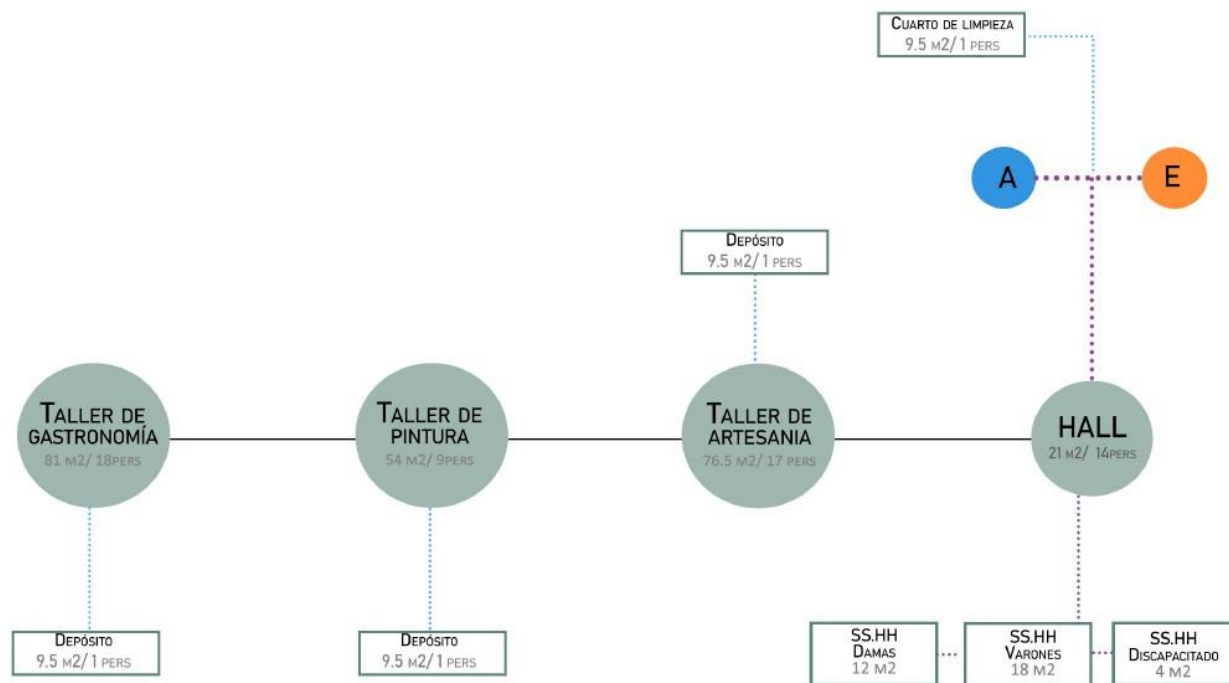 CUARTO DE LIMPIEZA
9.5 M2/ 1 PERS
A
E
DEPÓSITO
9.5 M2/ 1 PERS
TALLER DE
GASTRONOMÍA
81 M2/ 18PERS
TALLER DE
PINTURA
54 M2/ 9PERS
TALLER DE
ARTESANIA
76.5 M2/ 17 PERS
HALL
21 M2/ 14PERS
DEPÓSITO
9.5 M2/ 1 PERS
DEPÓSITO
9.5 M2/ 1 PERS
SS.HH
DAMAS
12 M2
SS.HH
VARONES
18 M2
SS.HH
DISCAPACITADO
4 M2